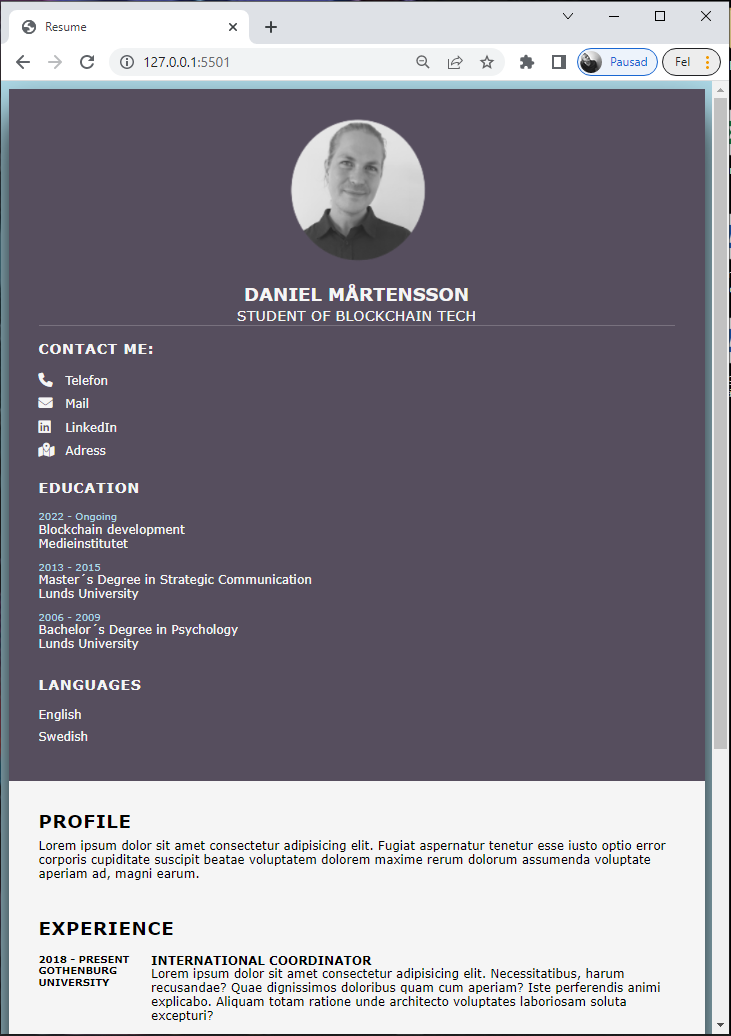 Resume
127.0.0.1:5501
Pausad
Fel
DANIEL MÅRTENSSON
STUDENT OF BLOCKCHAIN TECH
CONTACT ME:
Telefon
Mail
LinkedIn
Adress
EDUCATION
2022 - Ongoing
Blockchain development
Medieinstitutet
2013 - 2015
Master´s Degree in Strategic Communication
Lunds University
2006 - 2009
Bachelor´s Degree in Psychology
Lunds University
LANGUAGES
English
Swedish
PROFILE
Lorem ipsum dolor sit amet consectetur adipisicing elit. Fugiat aspernatur tenetur esse iusto optio error
corporis cupiditate suscipit beatae voluptatem dolorem maxime rerum dolorum assumenda voluptate
aperiam ad, magni earum.
EXPERIENCE
2018 - PRESENT
GOTHENBURG
UNIVERSITY
INTERNATIONAL COORDINATOR
Lorem ipsum dolor sit amet consectetur adipisicing elit. Necessitatibus, harum
recusandae? Quae dignissimos doloribus quam cum aperiam? Iste perferendis animi
explicabo. Aliquam totam ratione unde architecto voluptates laboriosam soluta
excepturi?